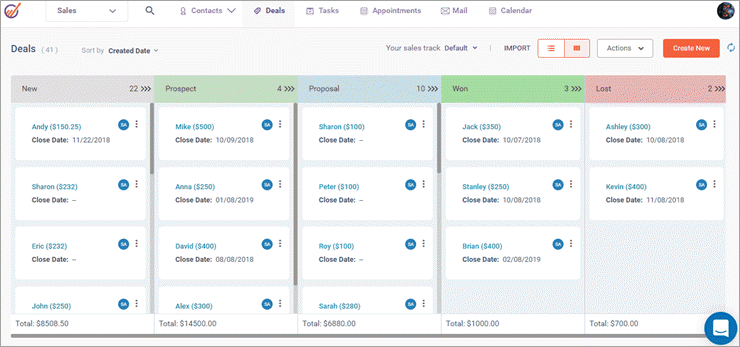 Sales Contacts Deals Tasks Appointments Mail Calendar
Deals ( 41 ) Sort by Created Date Your sales track Default IMPORT Actions Create New
New 22 Prospect 4 Proposal 10 Won 3 Lost 2
Andy ($150.25) SA Mike ($500) SA Sharon ($100) SA Jack ($350) SA Ashley ($300) SA
Close Date: 11/22/2018 Close Date: 10/09/2018 Close Date: – Close Date: 10/07/2018 Close Date: 10/08/2018
Sharon ($232) SA Anna ($250) SA Peter ($100) SA Stanley ($250) SA Kevin ($400) SA
Close Date: – Close Date: 01/08/2019 Close Date: – Close Date: 10/08/2018 Close Date: 11/08/2018
Eric ($232) SA David ($400) SA Roy ($100) SA Brian ($400) SA
Close Date: – Close Date: 08/08/2018 Close Date: – Close Date: 02/08/2019
John ($250) SA Alex ($300) SA Sarah ($280) SA
Total: $8508.50 Total: $14500.00 Total: $6880.00 Total: $1000.00 Total: $700.00